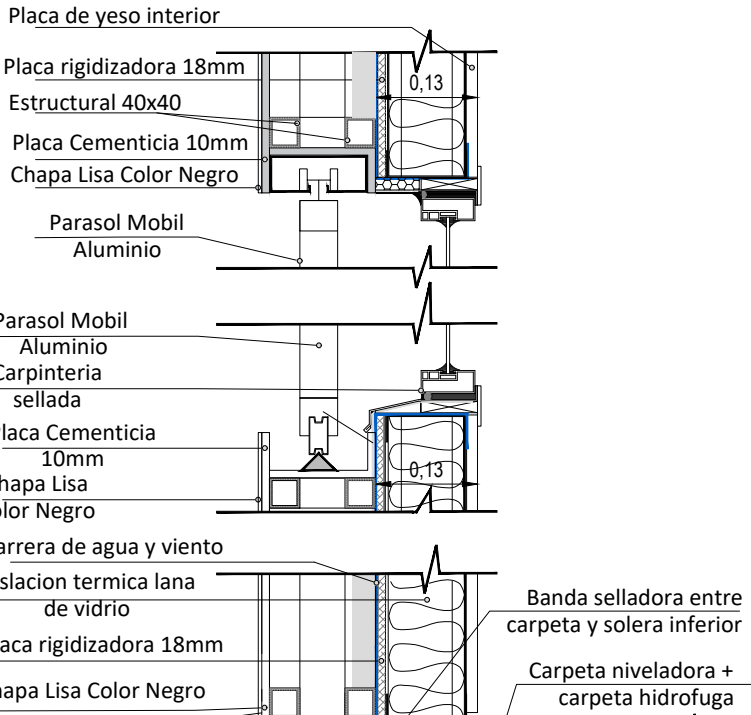 Placa de yeso interior
Placa rigidizadora 18mm
0,13
Estructural 40x40
Placa Cementicia 10mm
Chapa Lisa Color Negro
Parasol Mobil
Aluminio
Parasol Mobil
Aluminio
Carpinteria
sellada
Placa Cementicia
10mm
0,13
hapa Lisa
olor Negro
arrera de agua y viento
slacion termica lana
de vidrio
Banda selladora entre
carpeta y solera inferior
aca rigidizadora 18mm
Carpeta niveladora +
carpeta hidrofuga
hapa Lisa Color Negro